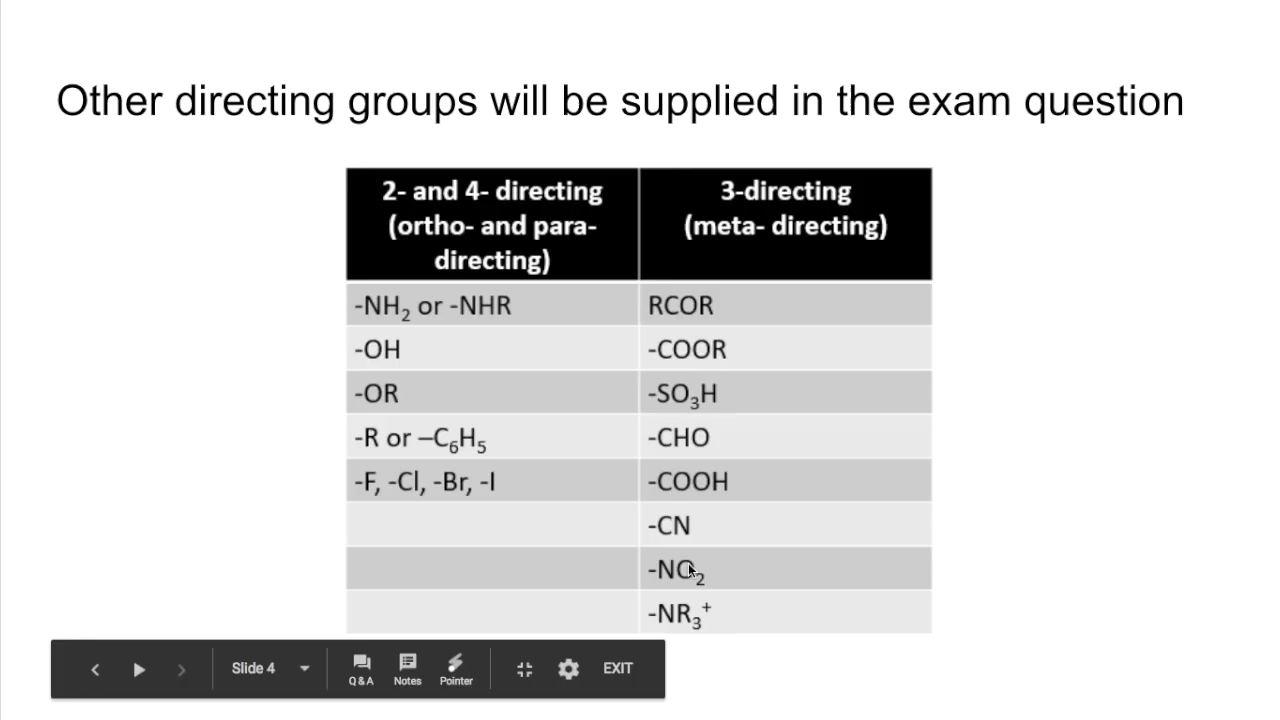 Other directing groups will be supplied in the exam question
2- and 4- directing
(ortho- and para-
directing)
3-directing
(meta- directing)
-NH₂ or -NHR
RCOR
-OH
-COOR
-OR
-SO₃H
-R or –C₆H₅
-CHO
-F, -Cl, -Br, -I
-COOH
-CN
-NO₂
-NR₃⁺
Slide 4
Q&A
Notes
Pointer
EXIT